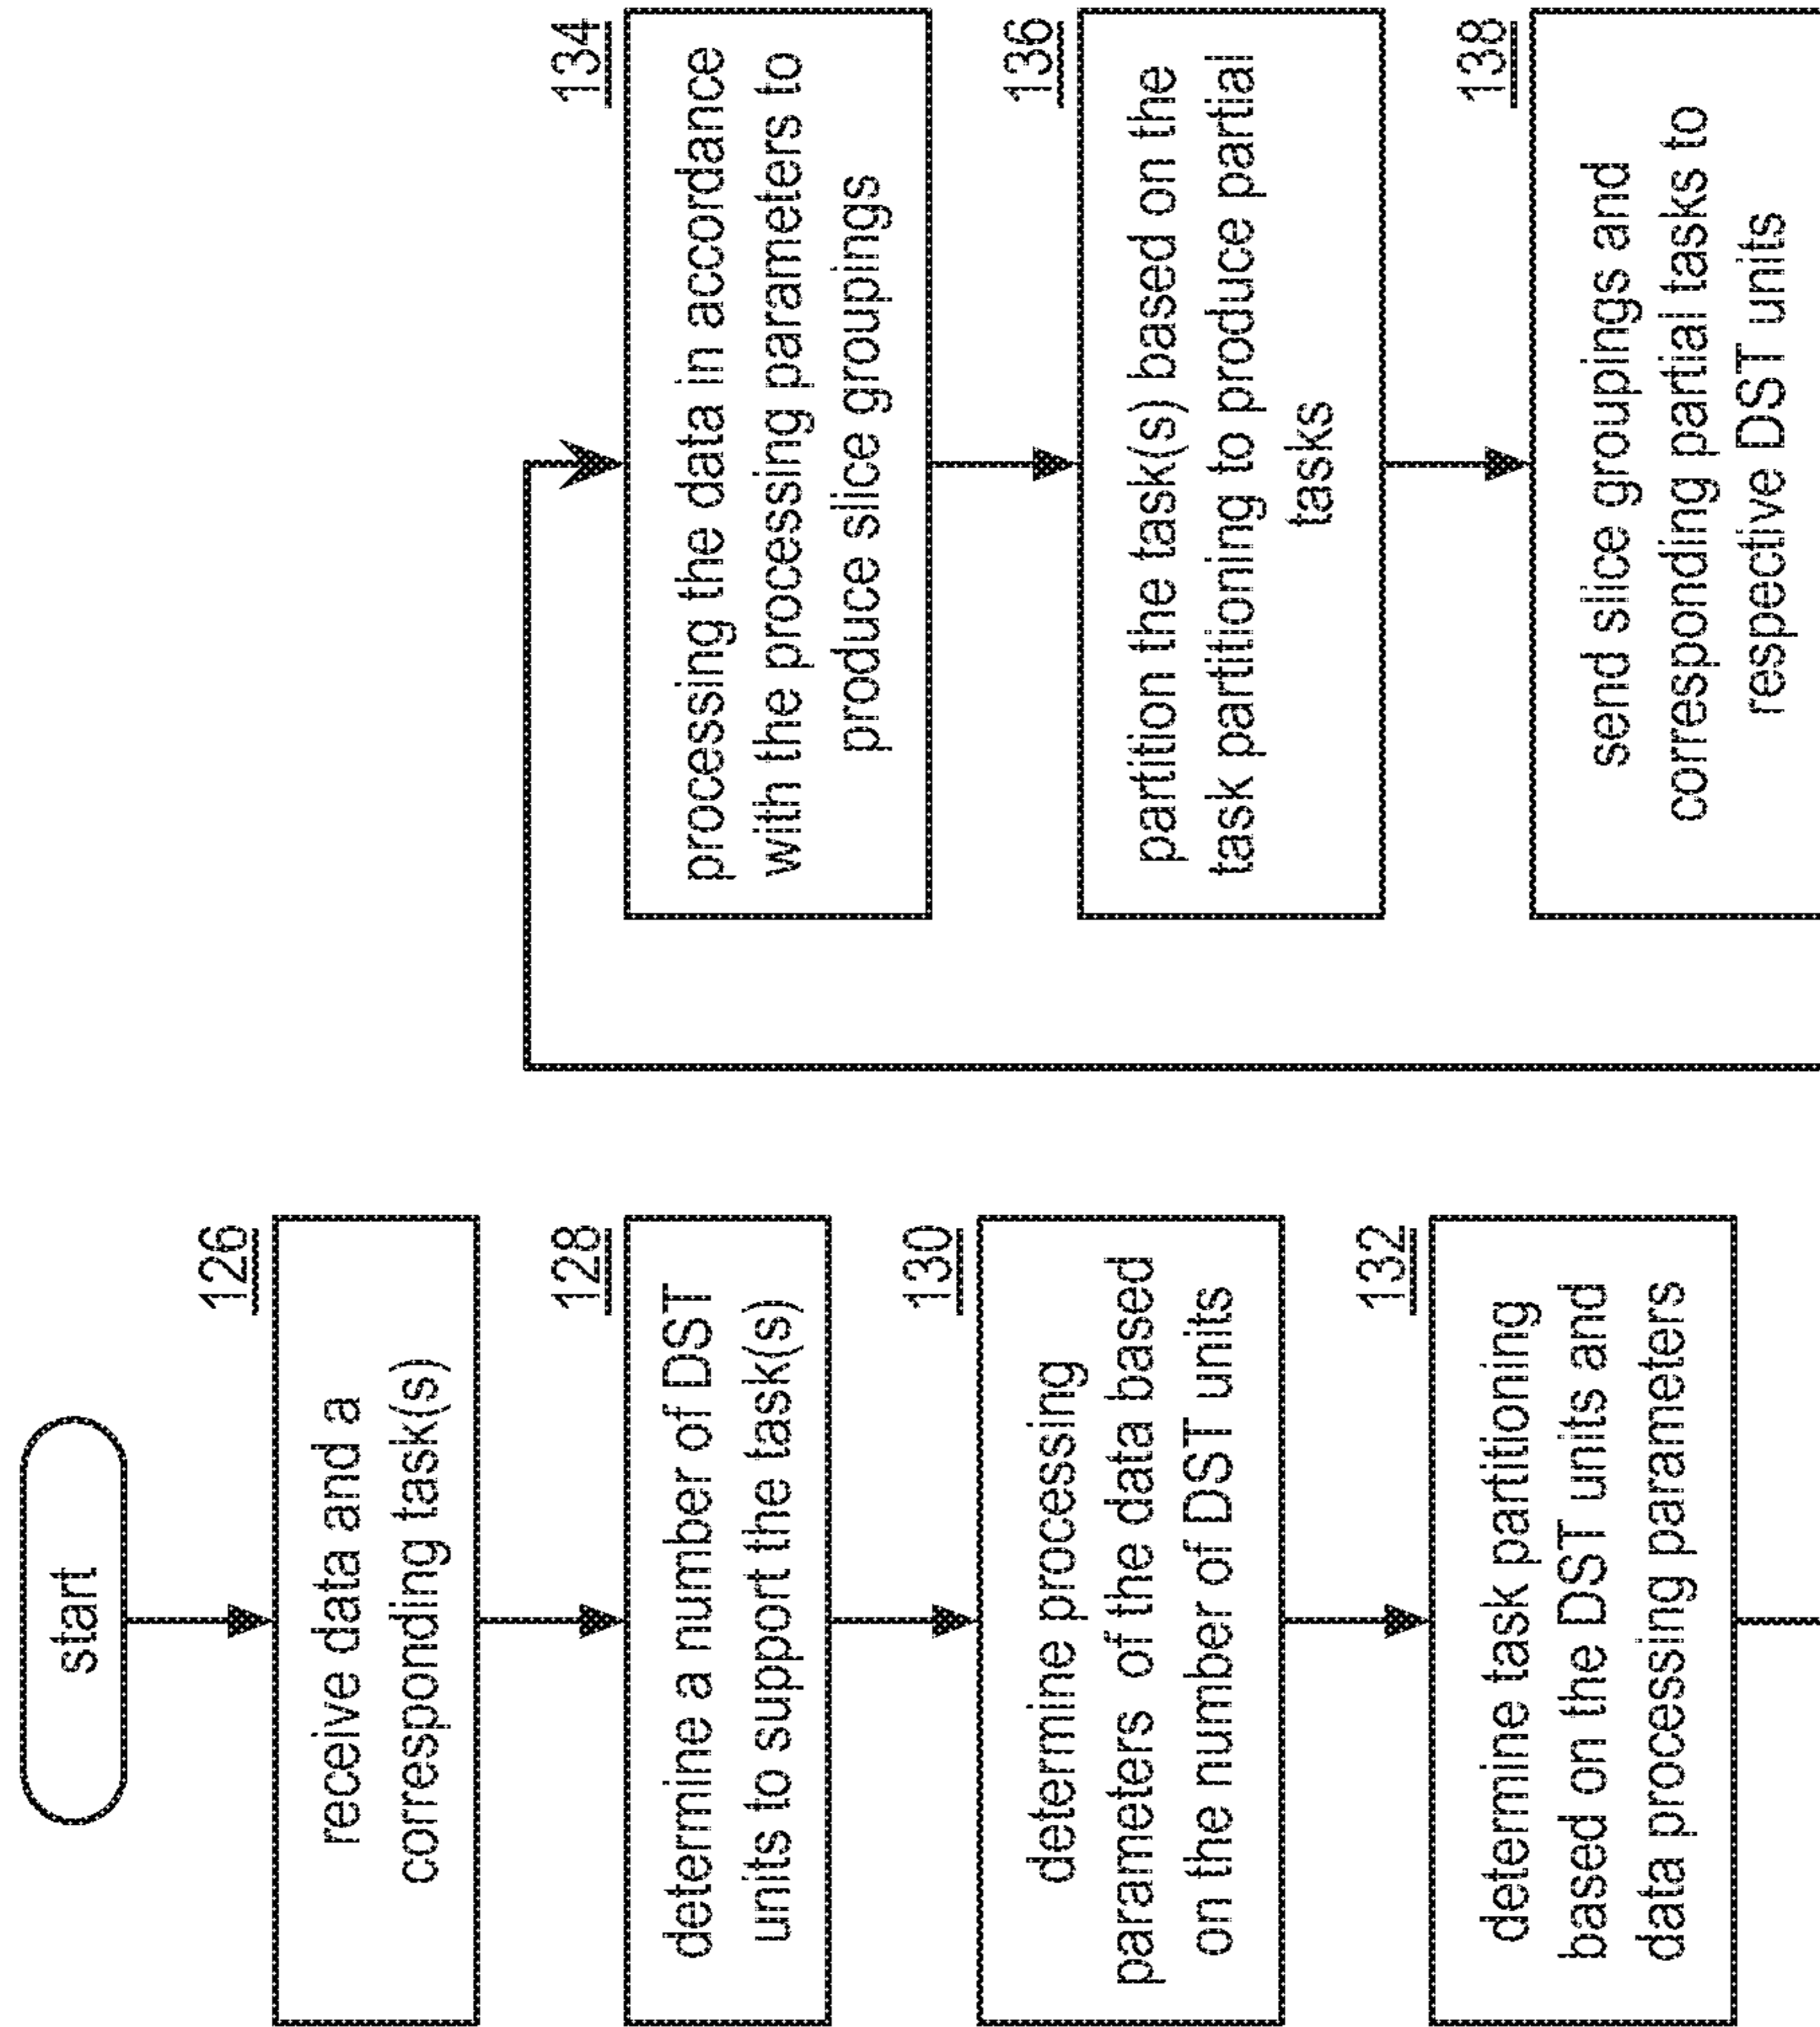 start
126
receive data and a
corresponding task(s)
128
determine a number of DST
units to support the task(s)
130
determine processing
parameters of the data based
on the number of DST units
132
determine task partitioning
based on the DST units and
data processing parameters
134
processing the data in accordance
with the processing parameters to
produce slice groupings
136
partition the task(s) based on the
task partitioning to produce partial
tasks
138
send slice groupings and
corresponding partial tasks to
respective DST units